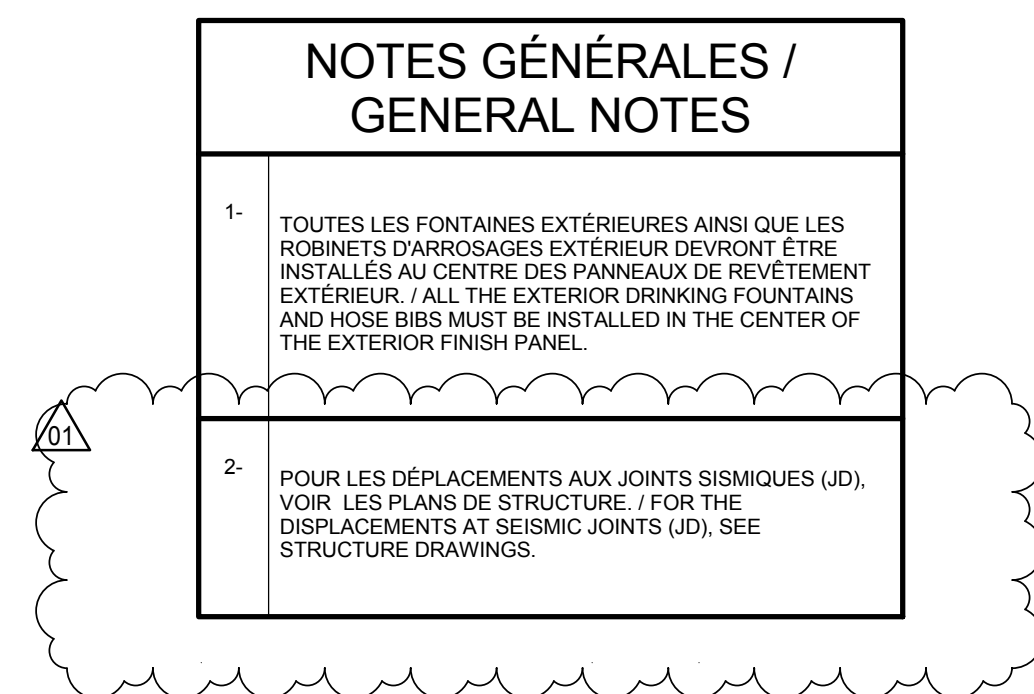 NOTES GÉNÉRALES /
GENERAL NOTES
1-
TOUTES LES FONTAINES EXTÉRIEURES AINSI QUE LES
ROBINETS D'ARROSAGES EXTÉRIEUR DEVRONT ÊTRE
INSTALLÉS AU CENTRE DES PANNEAUX DE REVÊTEMENT
EXTÉRIEUR. / ALL THE EXTERIOR DRINKING FOUNTAINS
AND HOSE BIBS MUST BE INSTALLED IN THE CENTER OF
THE EXTERIOR FINISH PANEL.
01
2-
POUR LES DÉPLACEMENTS AUX JOINTS SISMIQUES (JD),
VOIR LES PLANS DE STRUCTURE. / FOR THE
DISPLACEMENTS AT SEISMIC JOINTS (JD), SEE
STRUCTURE DRAWINGS.